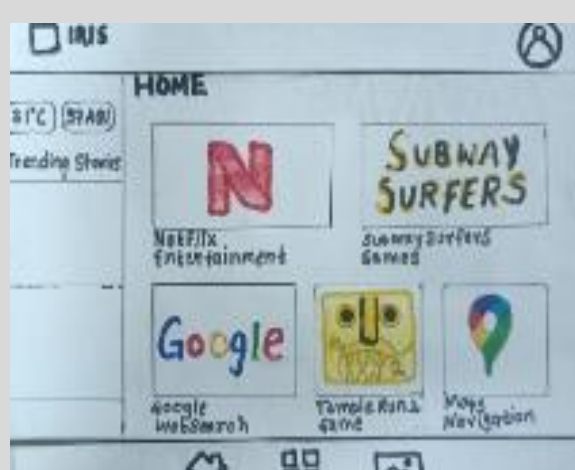 IRIS
HOME
31°C
Trending Stories
N
SUBWAY
SURFERS
Netflix
Entertainment
Subway Surfers
Games
Google
Google
Websearch
Temple Run 2
Game
Maps
Navigation